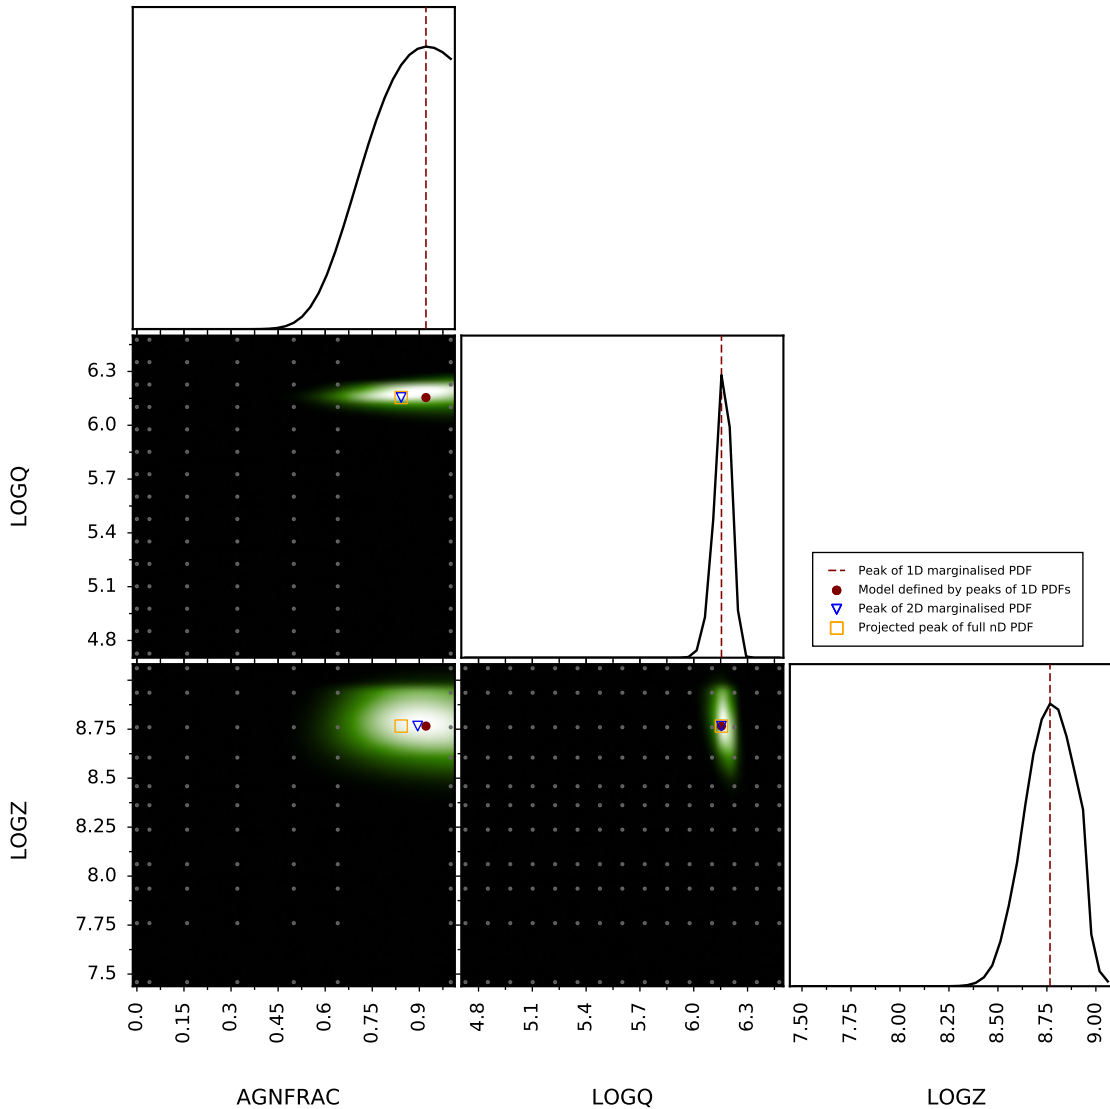 LOGQ
6.3
6.0
5.7
5.4
5.1
4.8
Peak of 1D marginalised PDF
Model defined by peaks of 1D PDFs
Peak of 2D marginalised PDF
Projected peak of full nD PDF
LOGZ
8.75
8.5
8.25
8.0
7.75
7.5
0.0 0.15 0.3 0.45 0.6 0.75 0.9
4.8 5.1 5.4 5.7 6.0 6.3
7.50 7.75 8.00 8.25 8.50 8.75 9.00
AGNFRAC LOGQ LOGZ